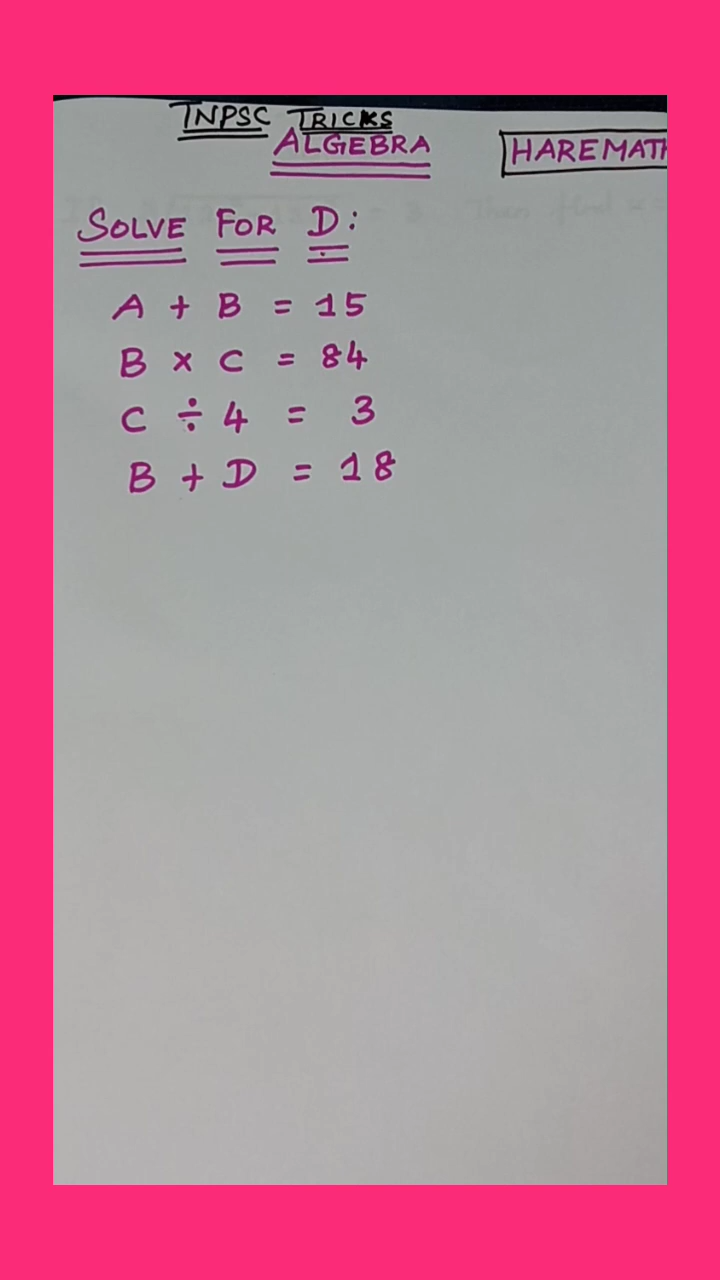 TNPSC TRICKS
ALGEBRA
HAREMATH
SOLVE FOR D:
A + B = 15
B × C = 84
C ÷ 4 = 3
B + D = 18